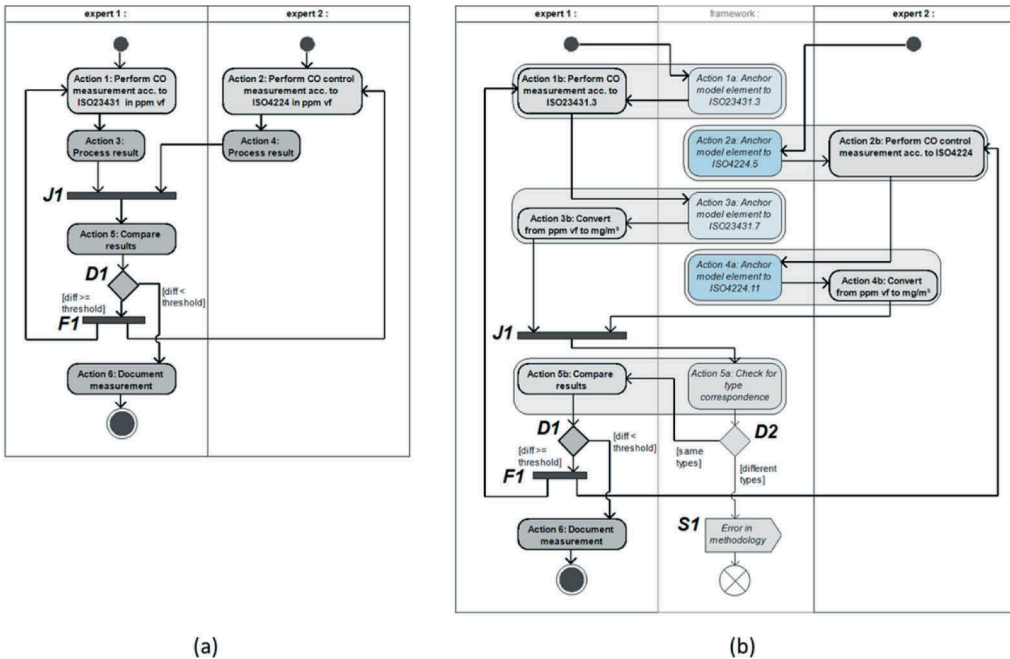 expert 1 :
expert 2 :
Action 1: Perform CO
measurement acc. to
ISO23431 in ppm vf
Action 2: Perform CO control
measurement acc. to
ISO4224 in ppm vf
Action 3:
Process result
Action 4:
Process result
J1
Action 5: Compare
results
D1
[diff >=
threshold]
[diff <
threshold]
F1
Action 6: Document
measurement
(a)
expert 1 :
framework :
expert 2 :
Action 1b: Perform CO
measurement acc. to
ISO23431.3
Action 1a: Anchor
model element to
ISO23431.3
Action 2a: Anchor
model element to
ISO4224.5
Action 2b: Perform CO control
measurement acc. to ISO4224
Action 3b: Convert
from ppm vf to mg/m³
Action 3a: Anchor
model element to
ISO23431.7
Action 4a: Anchor
model element to
ISO4224.11
Action 4b: Convert
from ppm vf to mg/m³
J1
Action 5b: Compare
results
Action 5a: Check for
type
correspondence
D1
D2
[diff >=
threshold]
[diff <
threshold]
[same
types]
[different
types]
F1
Action 6: Document
measurement
S1
Error in
methodology
(b)